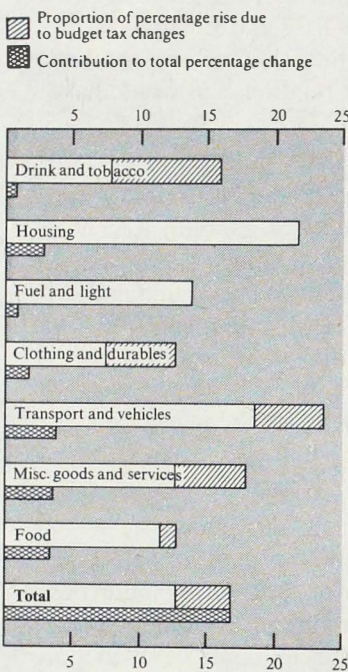 Proportion of percentage rise due
to budget tax changes
Contribution to total percentage change
5 10 15 20 25
Drink and tobacco
Housing
Fuel and light
Clothing and durables
Transport and vehicles
Misc. goods and services
Food
Total
5 10 15 20 25